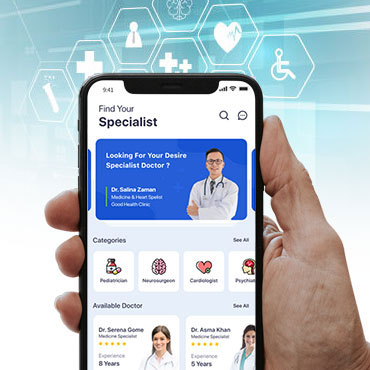 9:41
Find Your
Specialist
Looking For Your Desire
Specialist Doctor ?
Dr. Salina Zaman
Medicine & Heart Spelist
Good Health Clinic
Categories
See All
Pediatrician
Neurosurgeon
Cardiologist
Psychiat
Available Doctor
See All
Dr. Serena Gome
Medicine Specialist
Experience
8 Years
Dr. Asma Khan
Medicine Specialist
Experience
5 Years